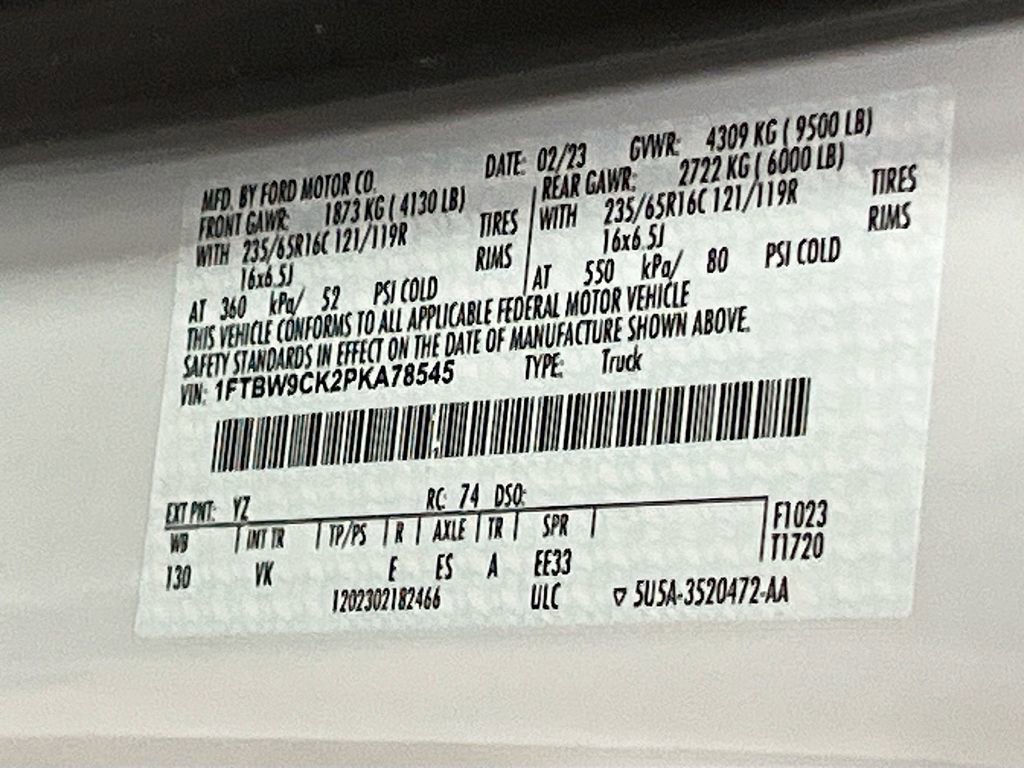 MFD. BY FORD MOTOR CO. DATE: 02/23 GVWR: 4309 KG ( 9500 LB)
FRONT GAWR: 1873 KG ( 4130 LB) REAR GAWR: 2722 KG ( 6000 LB)
WITH 235/65R16C 121/119R TIRES WITH 235/65R16C 121/119R TIRES
16x6.5J RIMS 16x6.5J RIMS
AT 360 kPa/ 52 PSI COLD AT 550 kPa/ 80 PSI COLD
THIS VEHICLE CONFORMS TO ALL APPLICABLE FEDERAL MOTOR VEHICLE
SAFETY STANDARDS IN EFFECT ON THE DATE OF MANUFACTURE SHOWN ABOVE.
VIN: 1FTBW9CK2PKA78545 TYPE: Truck
EXT PNT: YZ RC: 74 DSO:
WB INT TR TP/PS R AXLE TR SPR F1023
130 VK E ES A EE33 T1720
1202302182466 ULC ▽ 5U5A-3520472-AA